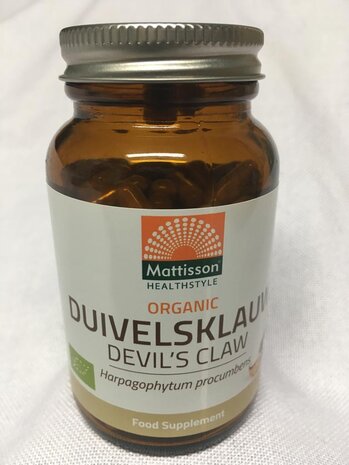 Mattisson
HEALTHSTYLE
ORGANIC
DUIVELSKLAUW
DEVIL'S CLAW
Harpagophytum procumbens
Food Supplement